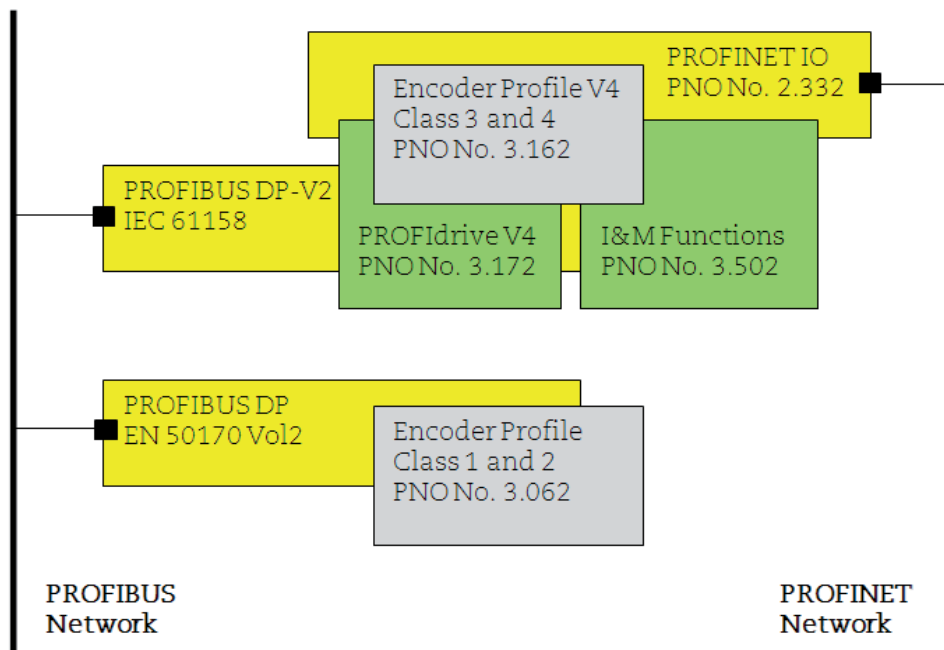 PROFINET IO
PNO No. 2.332
Encoder Profile V4
Class 3 and 4
PNO No. 3.162
PROFIBUS DP-V2
IEC 61158
PROFIdrive V4
PNO No. 3.172
I&M Functions
PNO No. 3.502
PROFIBUS DP
EN 50170 Vol2
Encoder Profile
Class 1 and 2
PNO No. 3.062
PROFIBUS
Network
PROFINET
Network